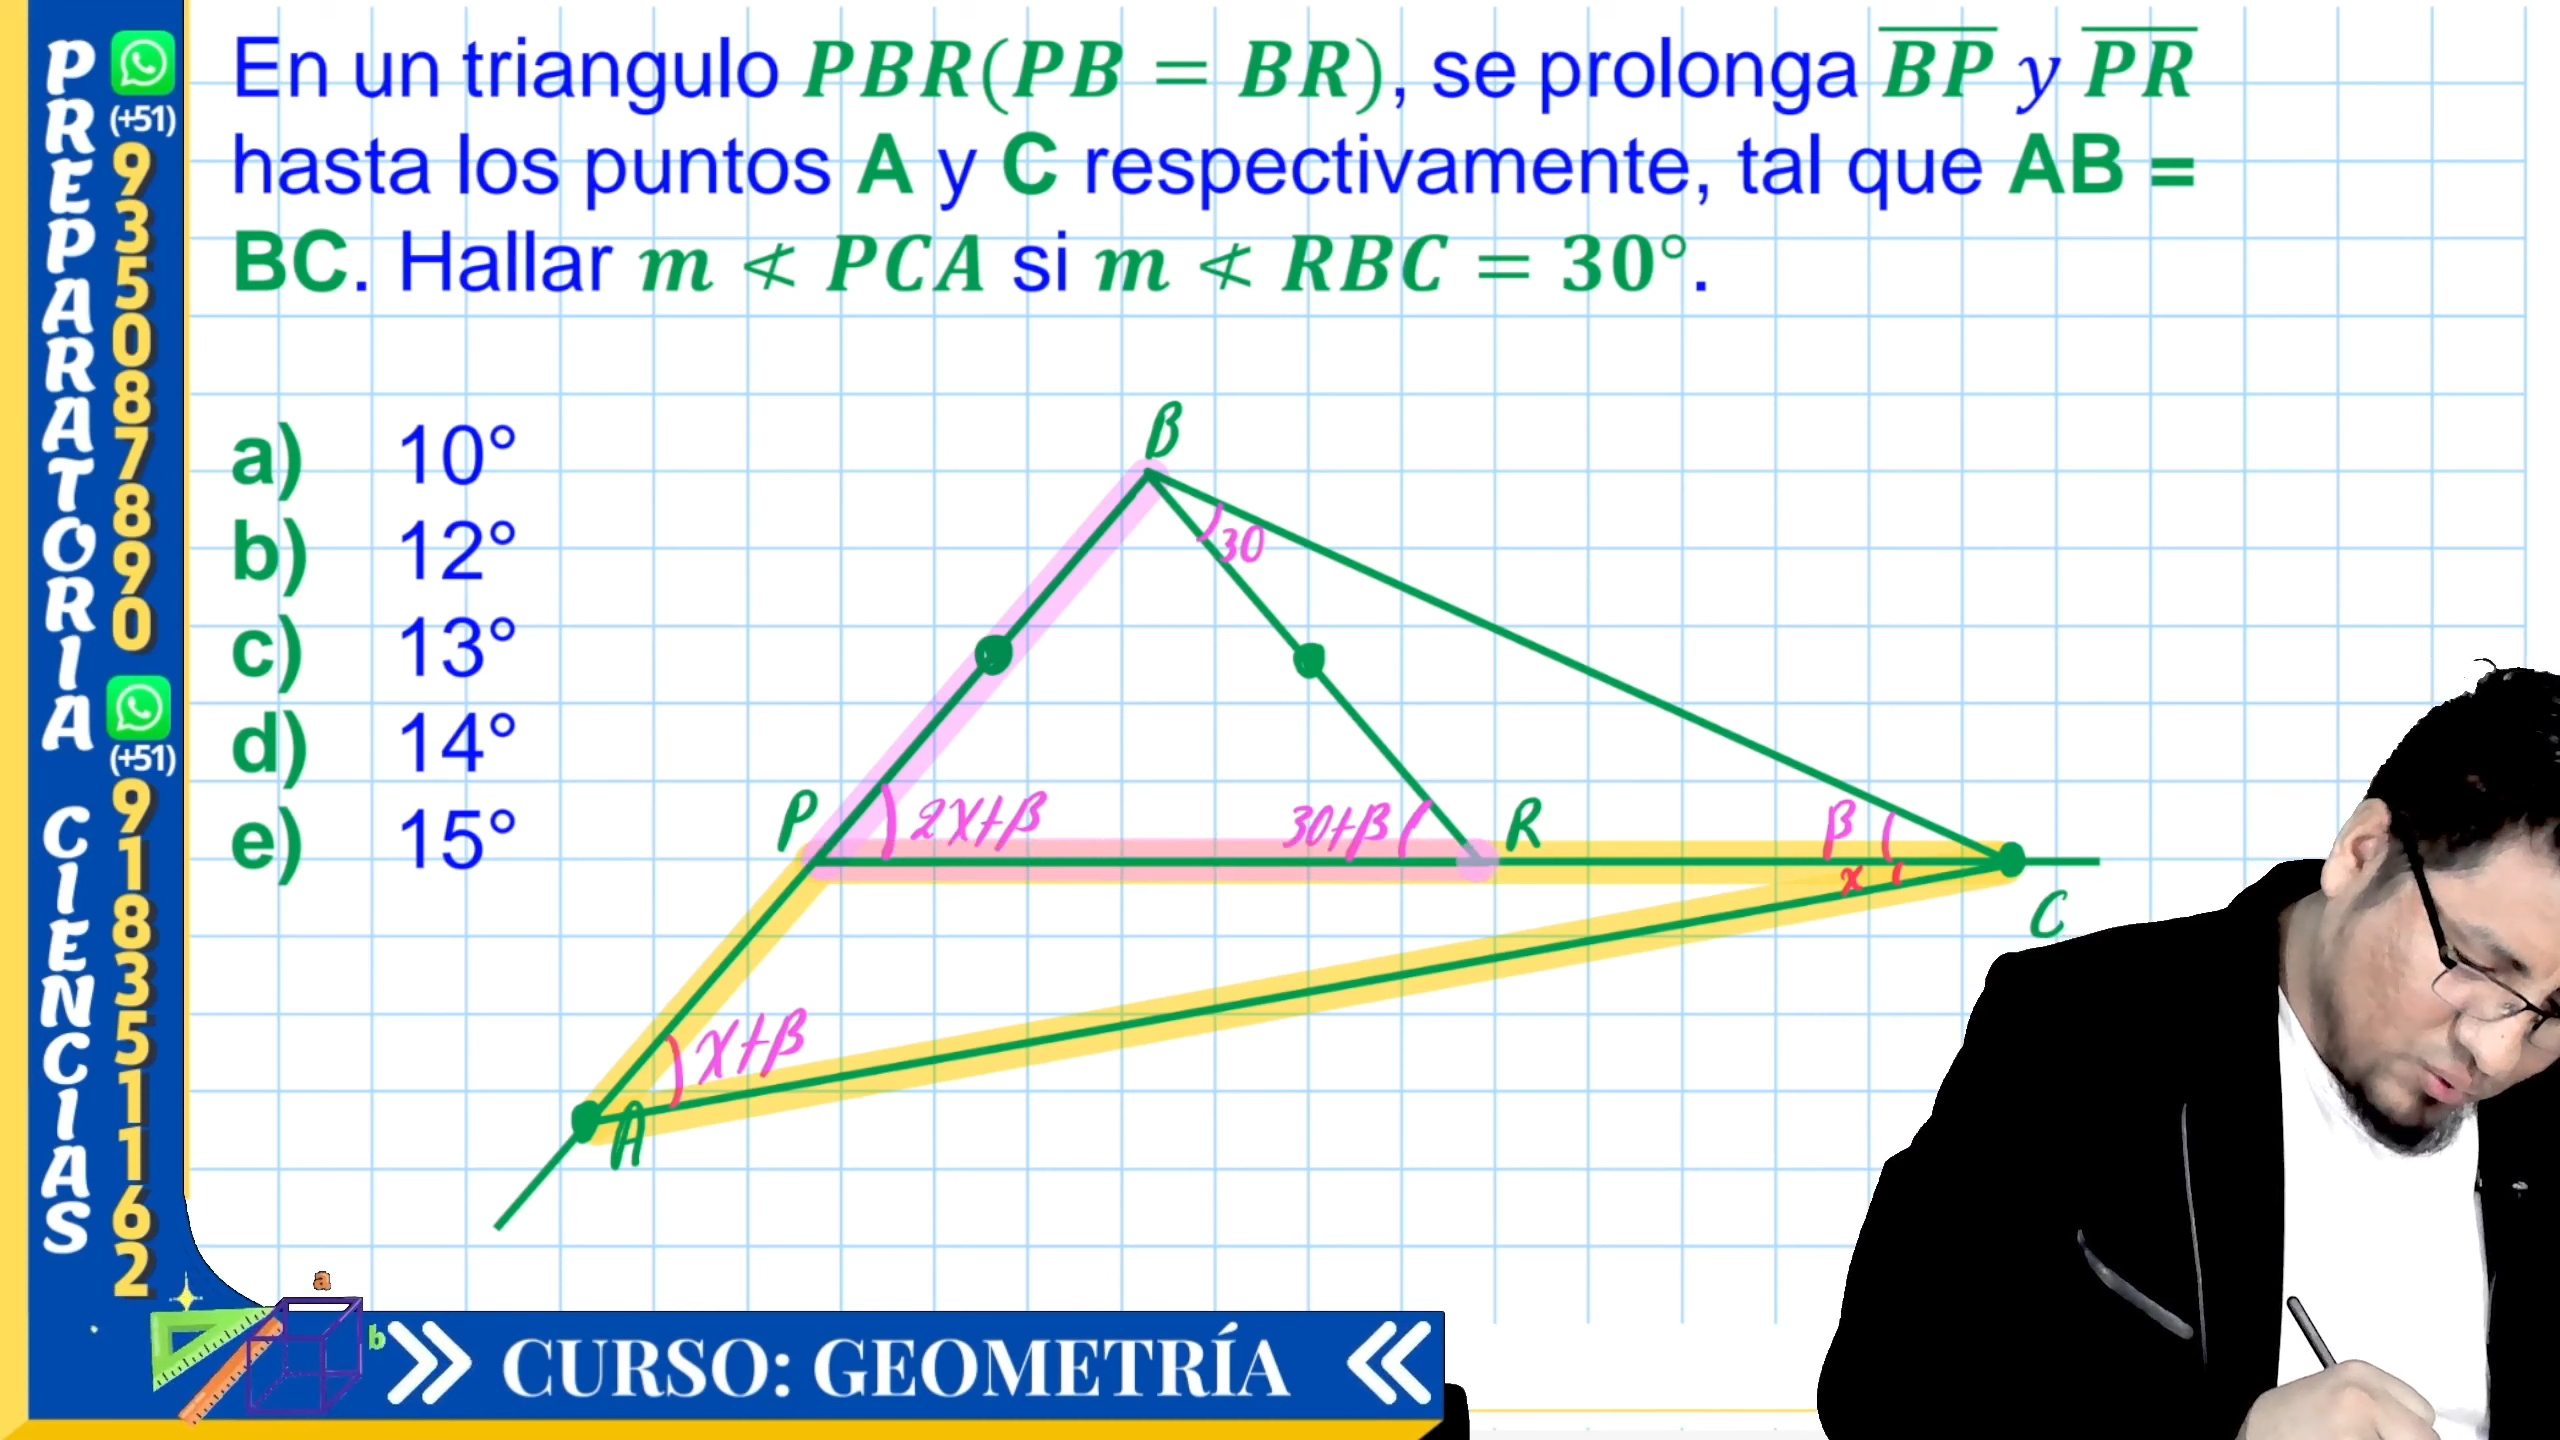 PREPARATORIA CIENCIAS
(+51)
935087890
(+51)
918351162
En un triangulo PBR(PB = BR), se prolonga BP y PR
hasta los puntos A y C respectivamente, tal que AB =
BC. Hallar m ∢ PCA si m ∢ RBC = 30°.
a) 10°
b) 12°
c) 13°
d) 14°
e) 15°
B
30
P
2x+β
30+β
R
β
x
C
x+β
A
a
b
CURSO: GEOMETRÍA